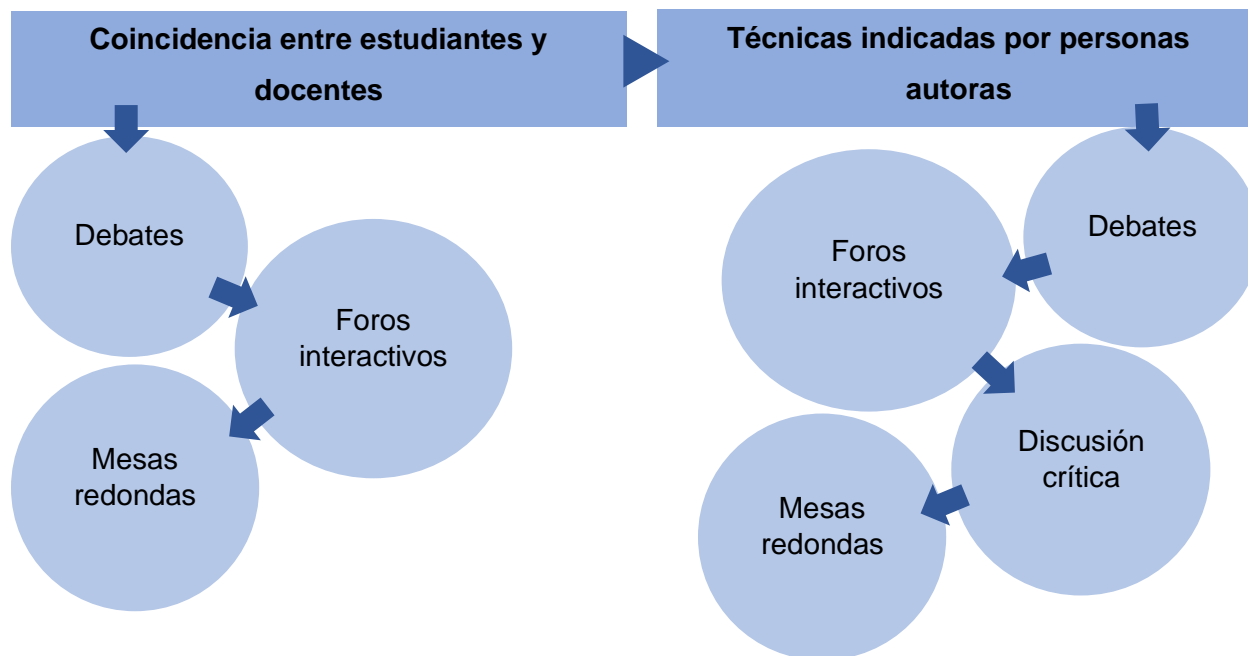 Coincidencia entre estudiantes y
docentes
Debates
Foros
interactivos
Mesas
redondas
Técnicas indicadas por personas
autoras
Debates
Foros
interactivos
Discusión
crítica
Mesas
redondas